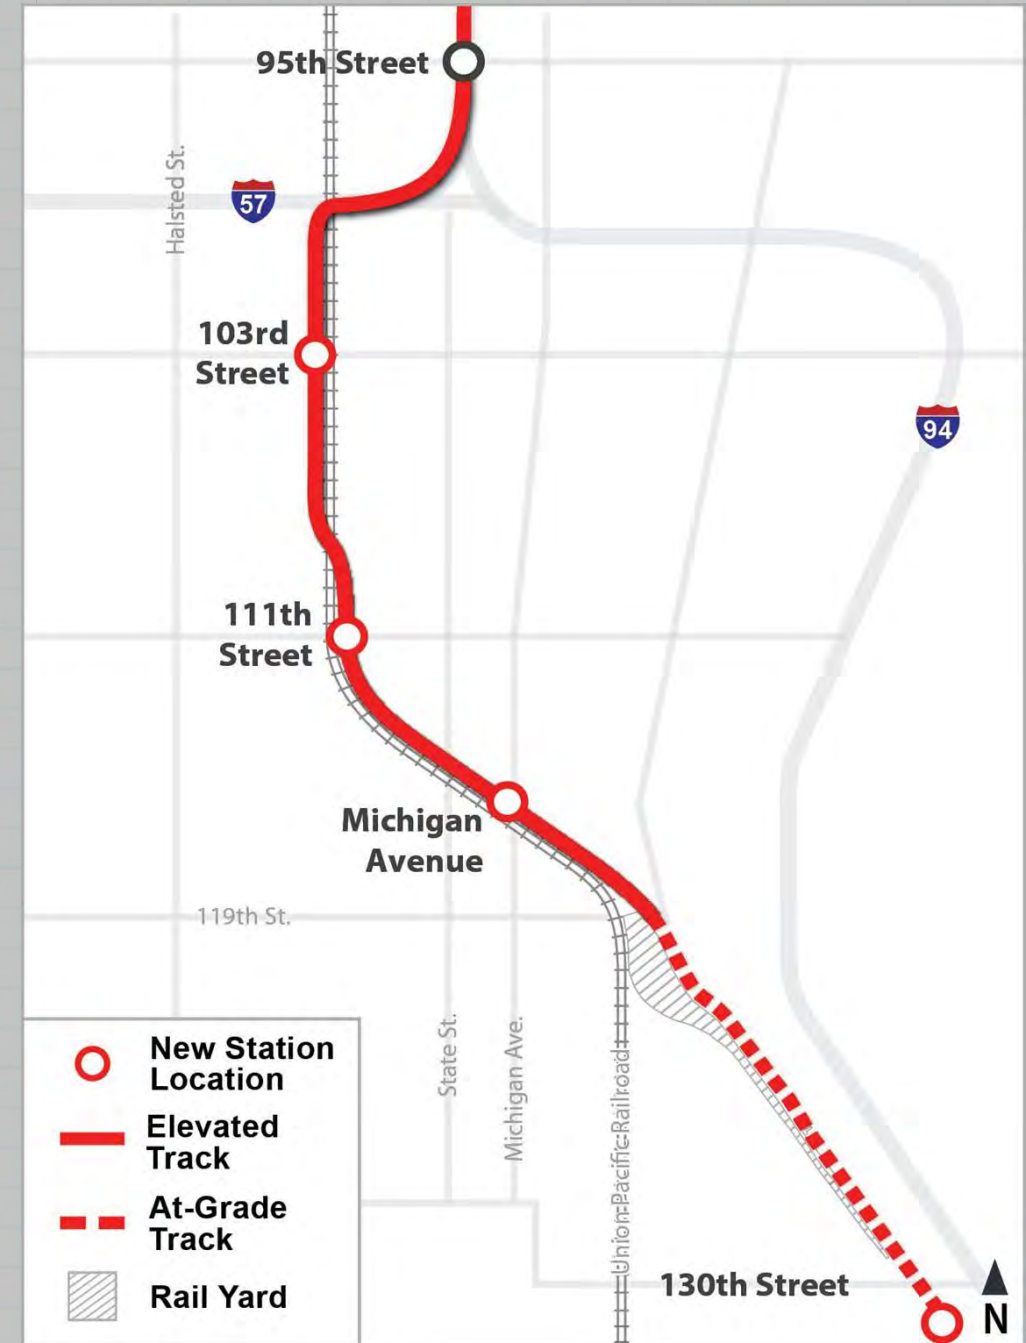 95th Street
Halsted St.
57
103rd
Street
94
111th
Street
Michigan
Avenue
119th St.
State St.
Michigan Ave.
Union Pacific Railroad
New Station
Location
Elevated
Track
At-Grade
Track
Rail Yard
130th Street
N